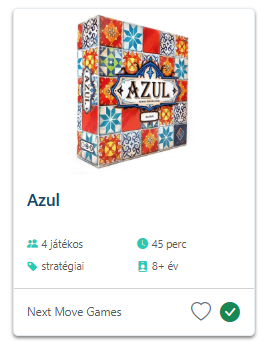 AZUL
Azul
4 játékos
45 perc
stratégiai
8+ év
Next Move Games